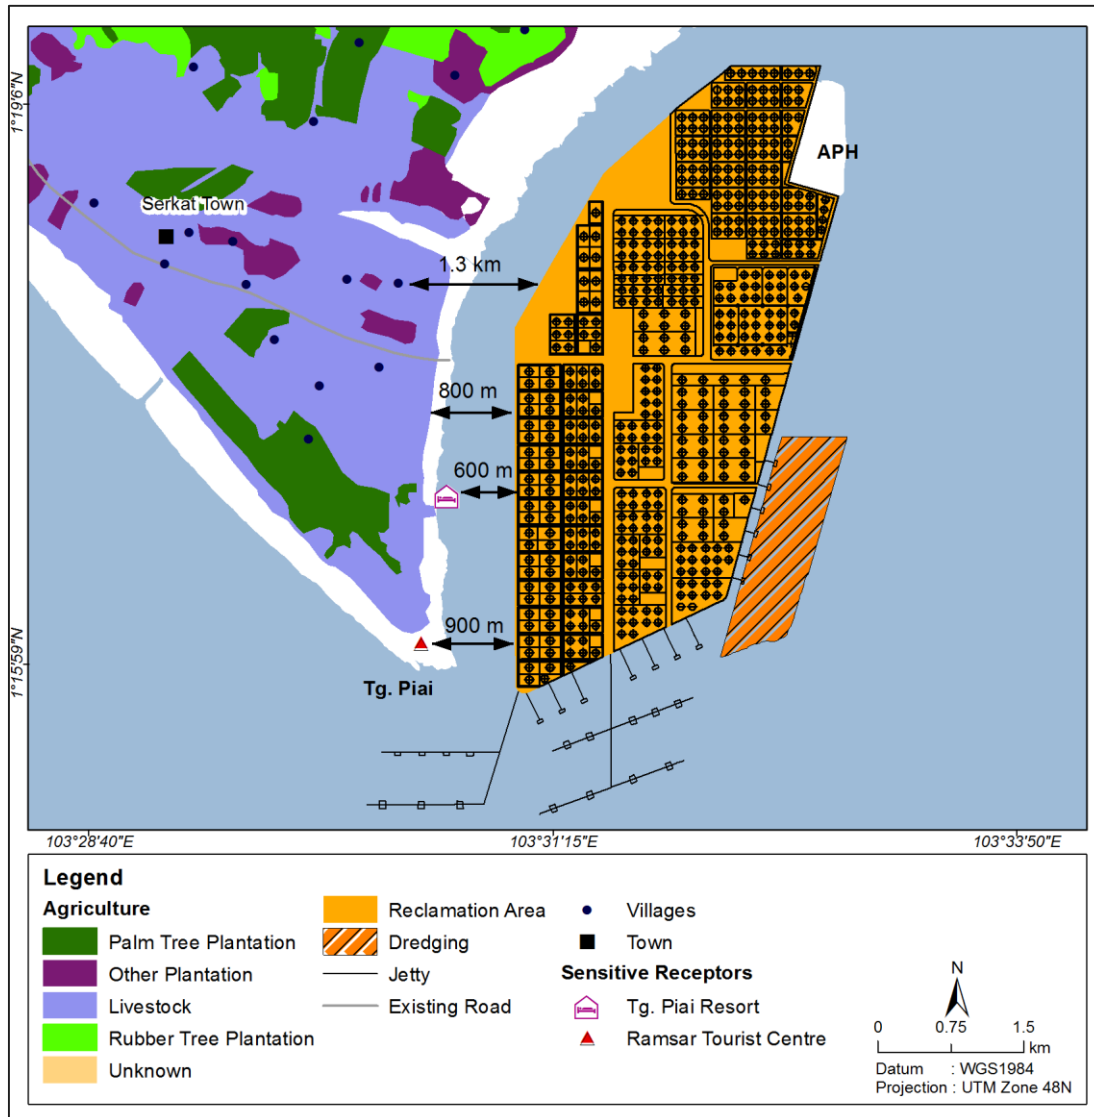 1°19'6"N
APH
Serkat Town
1.3 km
800 m
600 m
900 m
1°15'59"N
Tg. Piai
103°28'40"E
103°31'15"E
103°33'50"E
Legend
Agriculture
Palm Tree Plantation
Other Plantation
Livestock
Rubber Tree Plantation
Unknown
Reclamation Area
Dredging
Jetty
Existing Road
Villages
Town
Sensitive Receptors
Tg. Piai Resort
Ramsar Tourist Centre
N
0 0.75 1.5
km
Datum : WGS1984
Projection : UTM Zone 48N